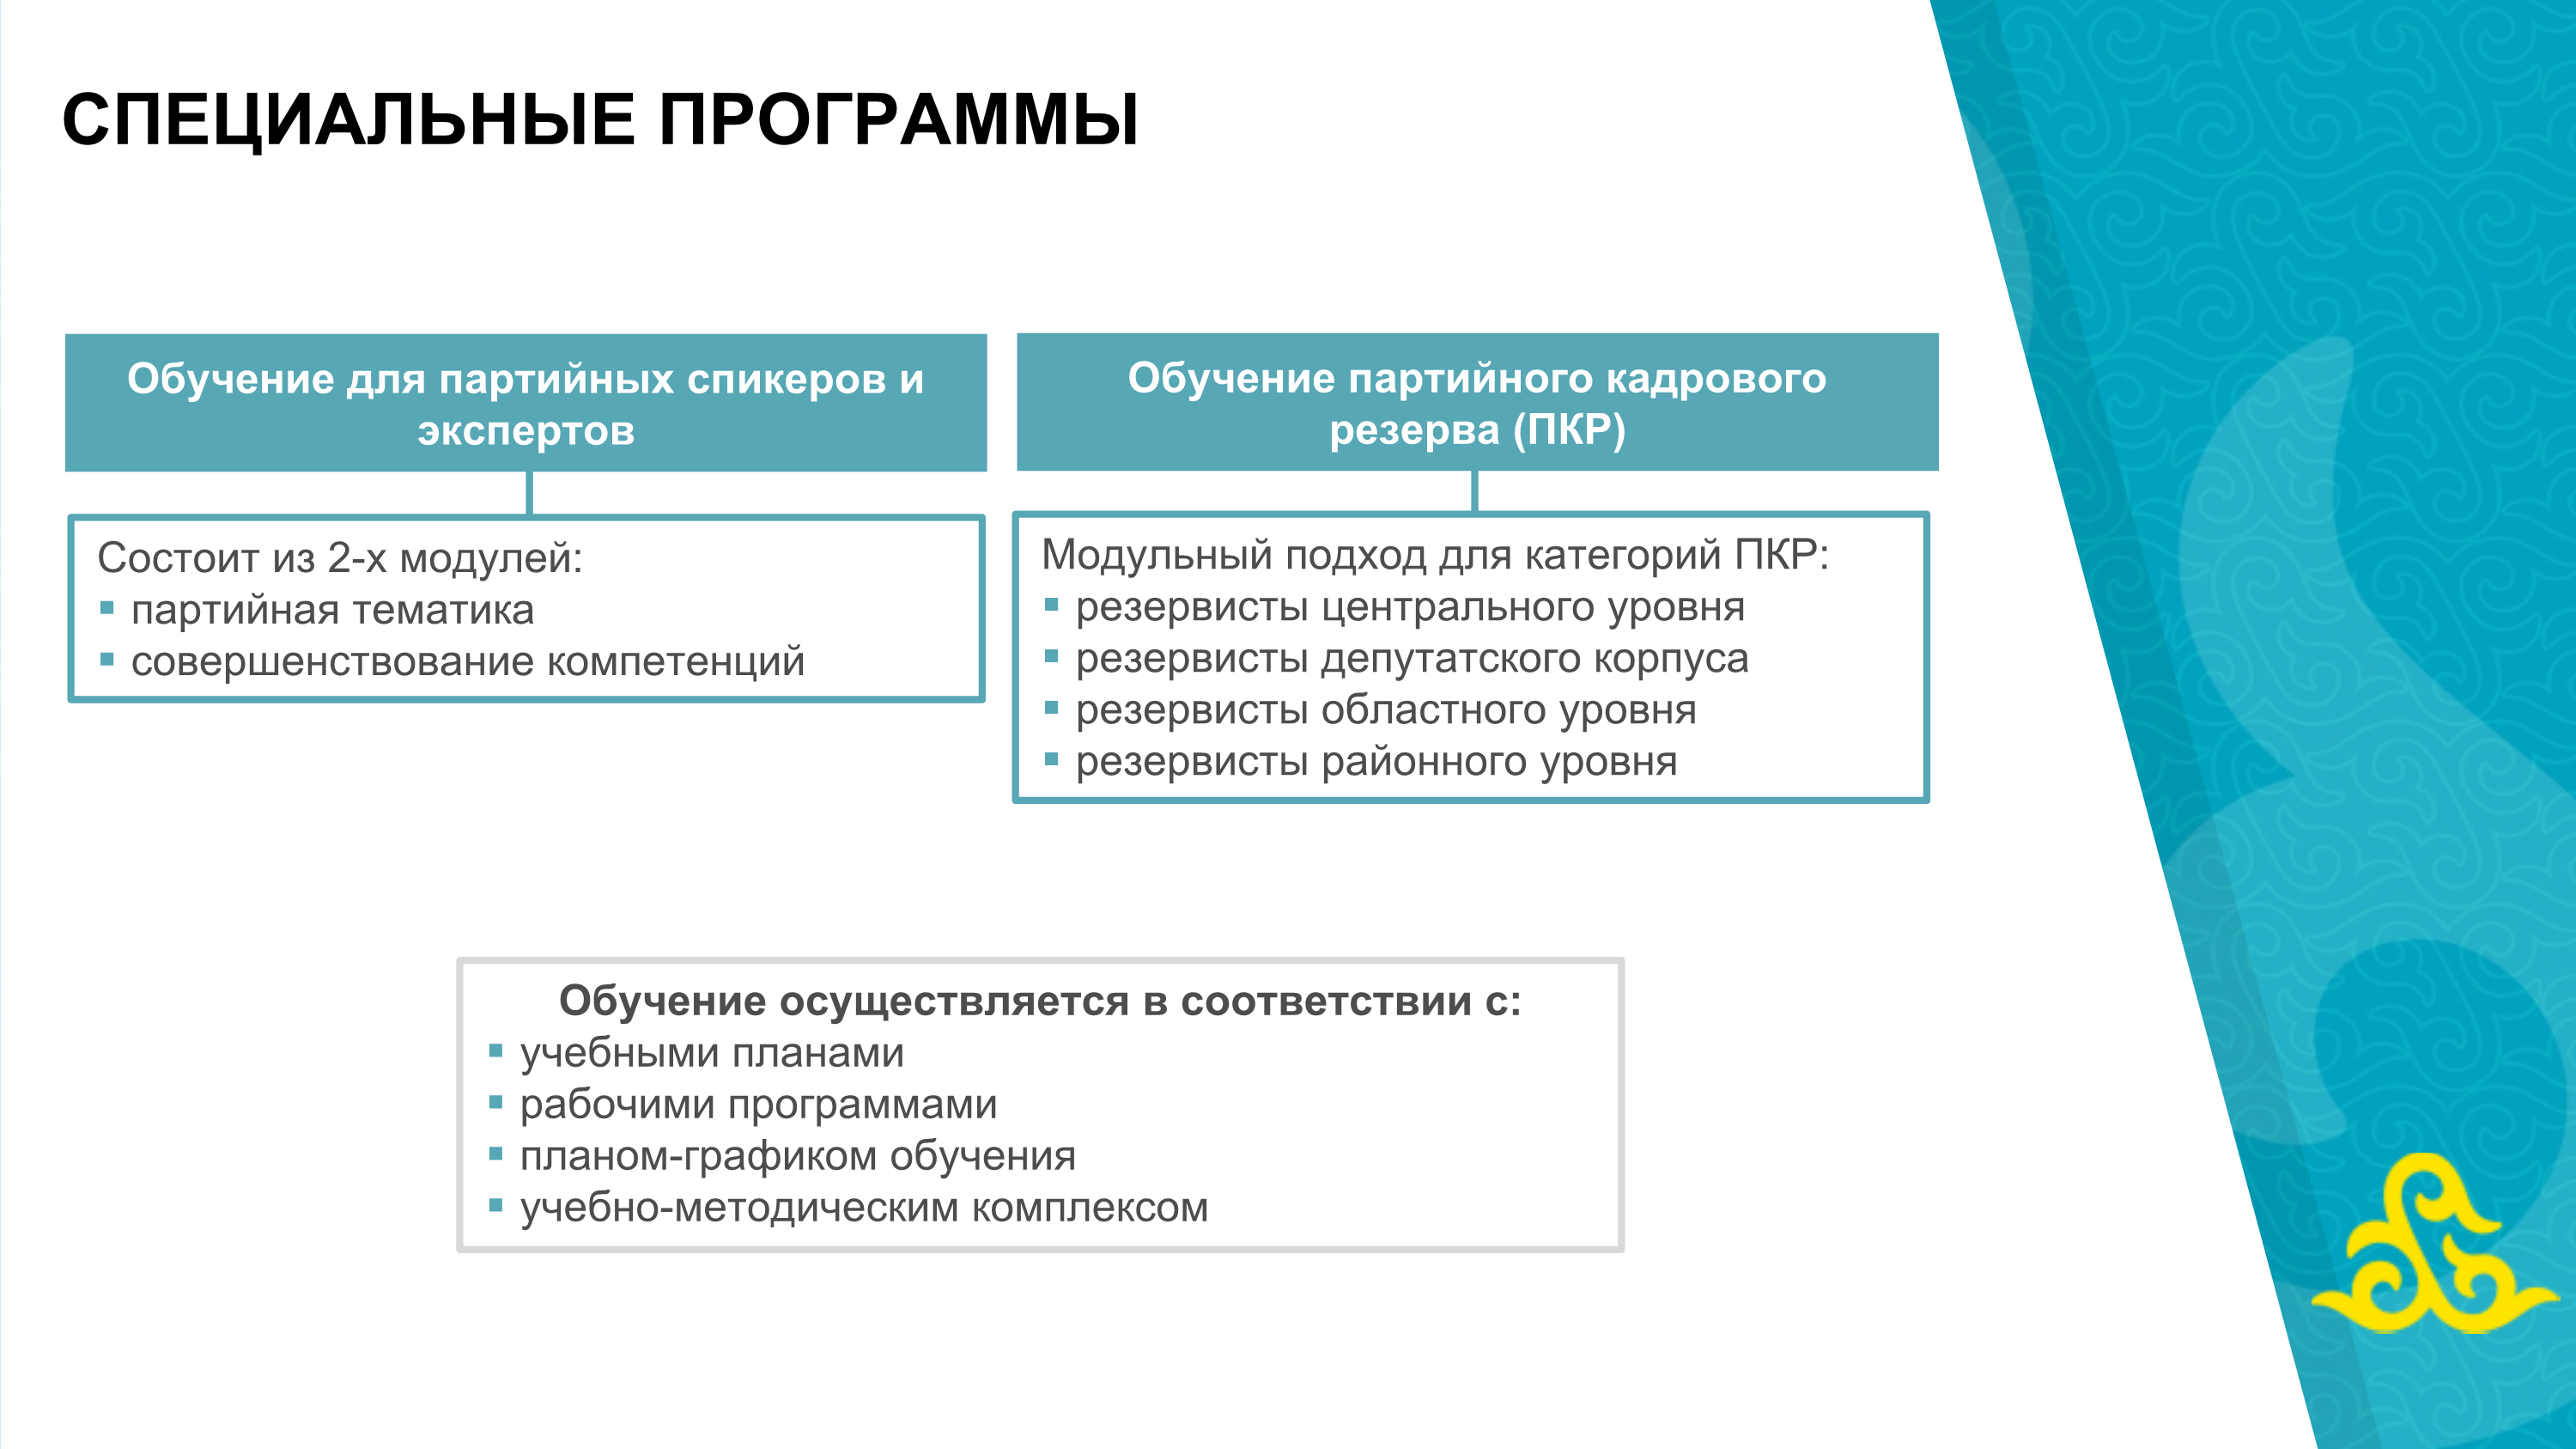 СПЕЦИАЛЬНЫЕ ПРОГРАММЫ
Обучение для партийных спикеров и
экспертов
Состоит из 2-х модулей:
▪ партийная тематика
▪ совершенствование компетенций
Обучение партийного кадрового
резерва (ПКР)
Модульный подход для категорий ПКР:
▪ резервисты центрального уровня
▪ резервисты депутатского корпуса
▪ резервисты областного уровня
▪ резервисты районного уровня
Обучение осуществляется в соответствии с:
▪ учебными планами
▪ рабочими программами
▪ планом-графиком обучения
▪ учебно-методическим комплексом